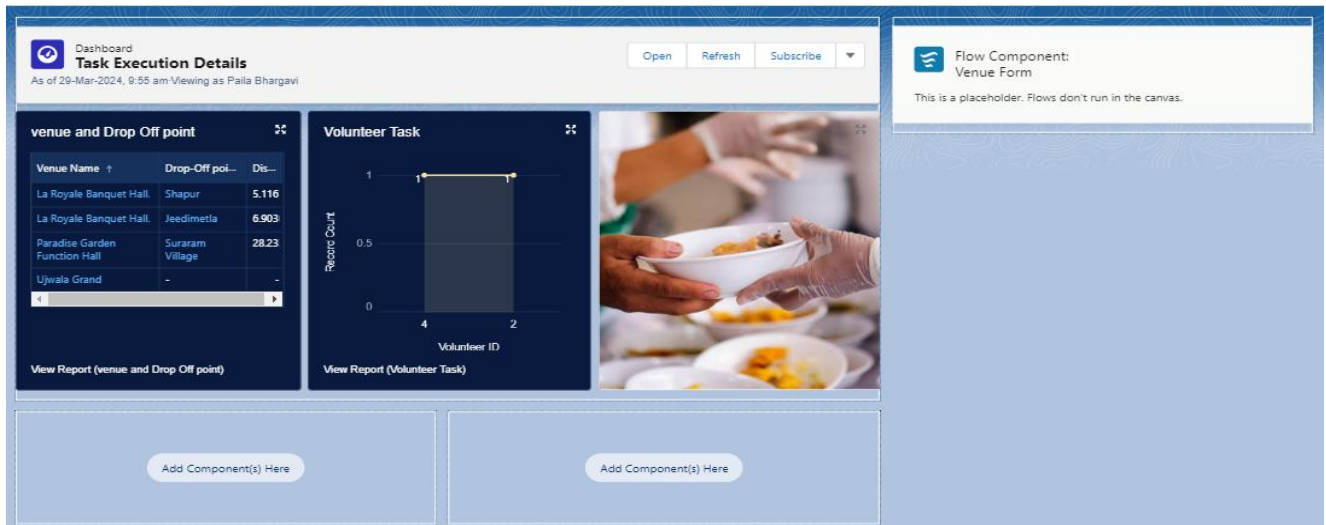 Dashboard
Task Execution Details
As of 29-Mar-2024, 9:55 am·Viewing as Paila Bhargavi
Open Refresh Subscribe
Flow Component:
Venue Form
This is a placeholder. Flows don't run in the canvas.
venue and Drop Off point
Venue Name ↑ Drop-Off poi... Dis...
La Royale Banquet Hall. Shapur 5.116
La Royale Banquet Hall. Jeedimetla 6.903
Paradise Garden Suraram 28.23
Function Hall Village
Ujwala Grand - -
View Report (venue and Drop Off point)
Volunteer Task
1
1 1
0.5
0
Record Count
4 2
Volunteer ID
View Report (Volunteer Task)
Add Component(s) Here
Add Component(s) Here